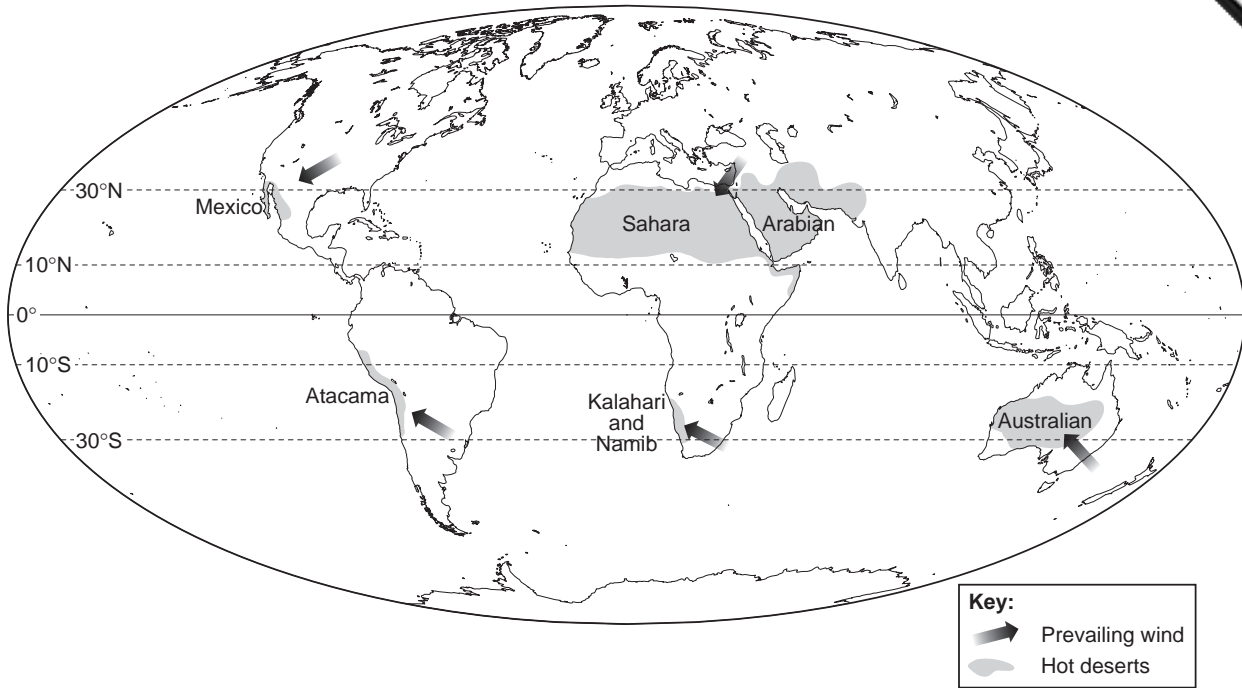 30°N
Mexico
Sahara
Arabian
10°N
0°
10°S
Atacama
Kalahari
and
Namib
Australian
30°S
Key:
Prevailing wind
Hot deserts